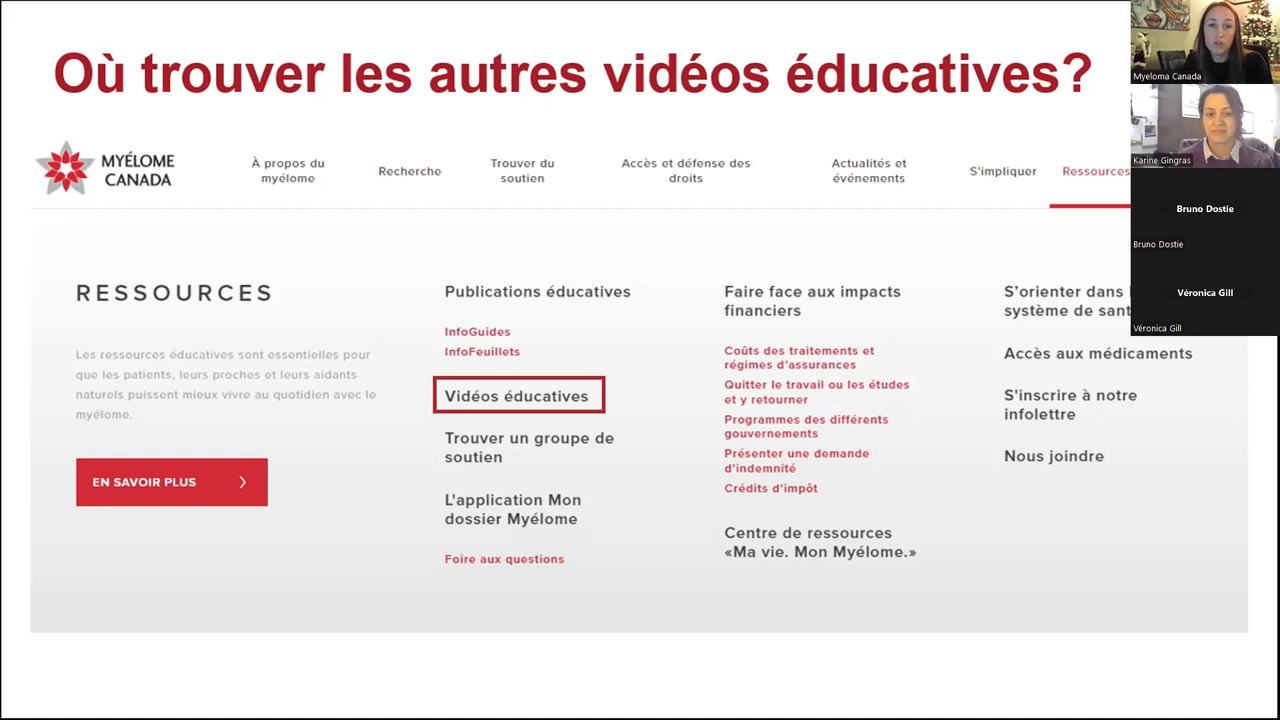 Où trouver les autres vidéos éducatives?
MYÉLOME
CANADA
À propos du
myélome
Recherche
Trouver du
soutien
Accès et défense des
droits
Actualités et
événements
S'impliquer
Ressources
RESSOURCES
Les ressources éducatives sont essentielles pour
que les patients, leurs proches et leurs aidants
naturels puissent mieux vivre au quotidien avec le
myélome.
EN SAVOIR PLUS
Publications éducatives
InfoGuides
InfoFeuillets
Vidéos éducatives
Trouver un groupe de
soutien
L'application Mon
dossier Myélome
Foire aux questions
Faire face aux impacts
financiers
Coûts des traitements et
régimes d'assurances
Quitter le travail ou les études
et y retourner
Programmes des différents
gouvernements
Présenter une demande
d'indemnité
Crédits d'impôt
Centre de ressources
«Ma vie. Mon Myélome.»
S'orienter dans
système de sant
Accès aux médicaments
S'inscrire à notre
infolettre
Nous joindre
Myeloma Canada
Karine Gingras
Bruno Dostie
Bruno Dostie
Véronica Gill
Véronica Gill